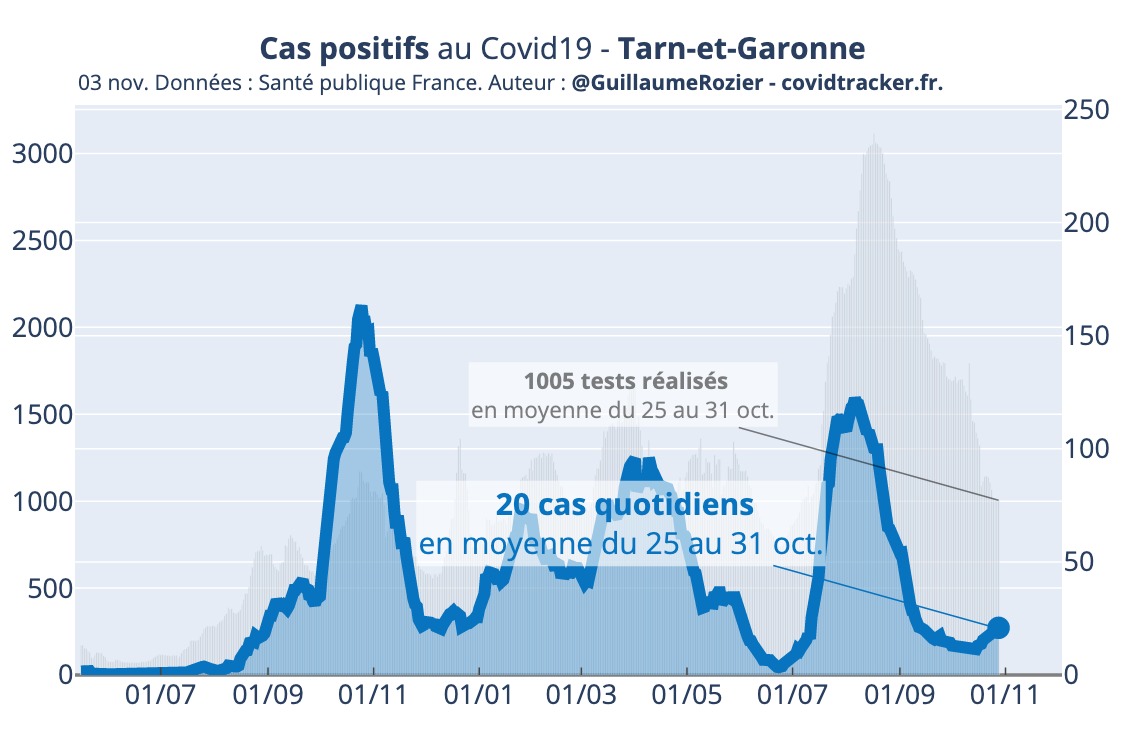 Cas positifs au Covid19 - Tarn-et-Garonne
03 nov. Données : Santé publique France. Auteur : @GuillaumeRozier - covidtracker.fr.
250
3000
200
2500
2000
150
1005 tests réalisés
en moyenne du 25 au 31 oct.
1500
100
1000
20 cas quotidiens
en moyenne du 25 au 31 oct.
50
500
0
0
01/07 01/09 01/11 01/01 01/03 01/05 01/07 01/09 01/11